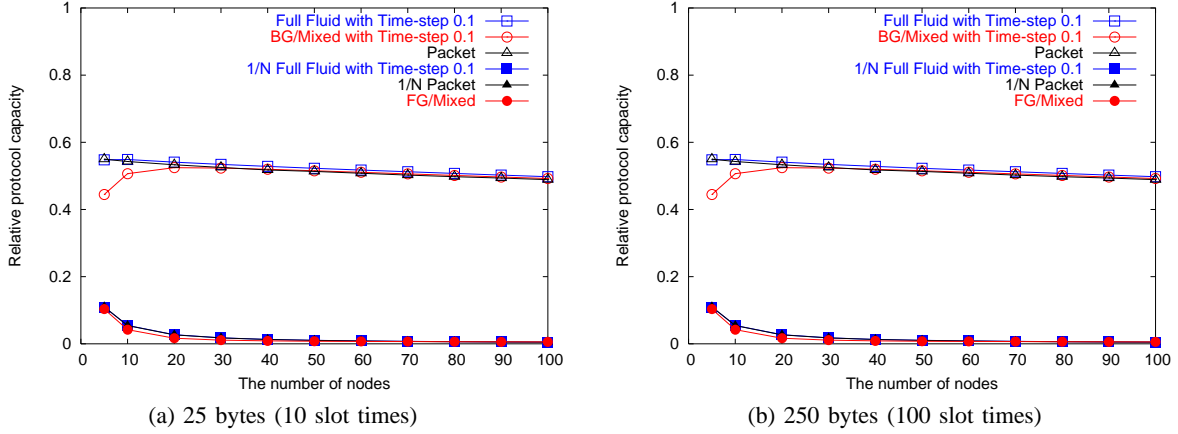 Full Fluid with Time-step 0.1
BG/Mixed with Time-step 0.1
Packet
1/N Full Fluid with Time-step 0.1
1/N Packet
FG/Mixed
Relative protocol capacity
1
0.8
0.6
0.4
0.2
0
0 10 20 30 40 50 60 70 80 90 100
The number of nodes
(a) 25 bytes (10 slot times)
Full Fluid with Time-step 0.1
BG/Mixed with Time-step 0.1
Packet
1/N Full Fluid with Time-step 0.1
1/N Packet
FG/Mixed
Relative protocol capacity
1
0.8
0.6
0.4
0.2
0
0 10 20 30 40 50 60 70 80 90 100
The number of nodes
(b) 250 bytes (100 slot times)